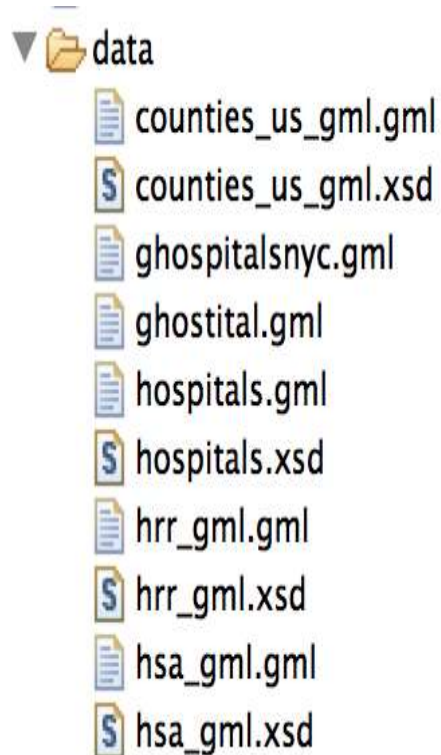 data
counties_us_gml.gml
counties_us_gml.xsd
ghospitalsnyc.gml
ghostital.gml
hospitals.gml
hospitals.xsd
hrr_gml.gml
hrr_gml.xsd
hsa_gml.gml
hsa_gml.xsd